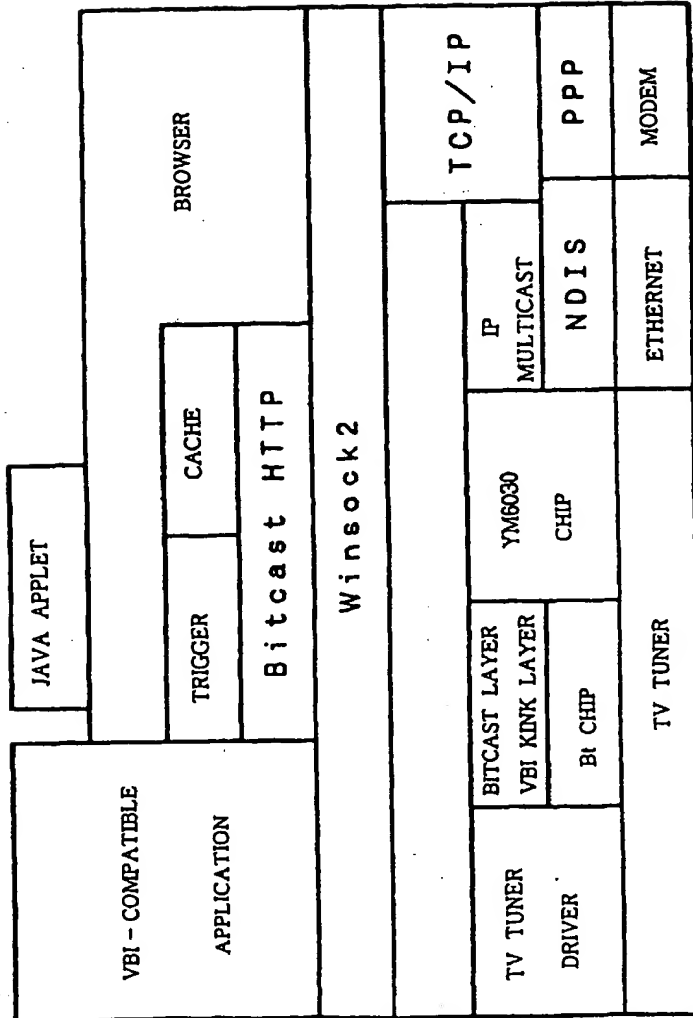 JAVA APPLET
VBI-COMPATIBLE
APPLICATION
BROWSER
TRIGGER
CACHE
Bitcast HTTP
Winsock2
TCP/IP
TV TUNER
DRIVER
BITCAST LAYER
VBI KINK LAYER
Bt CHIP
YM6030
CHIP
IP
MULTICAST
NDIS
PPP
TV TUNER
ETHERNET
MODEM